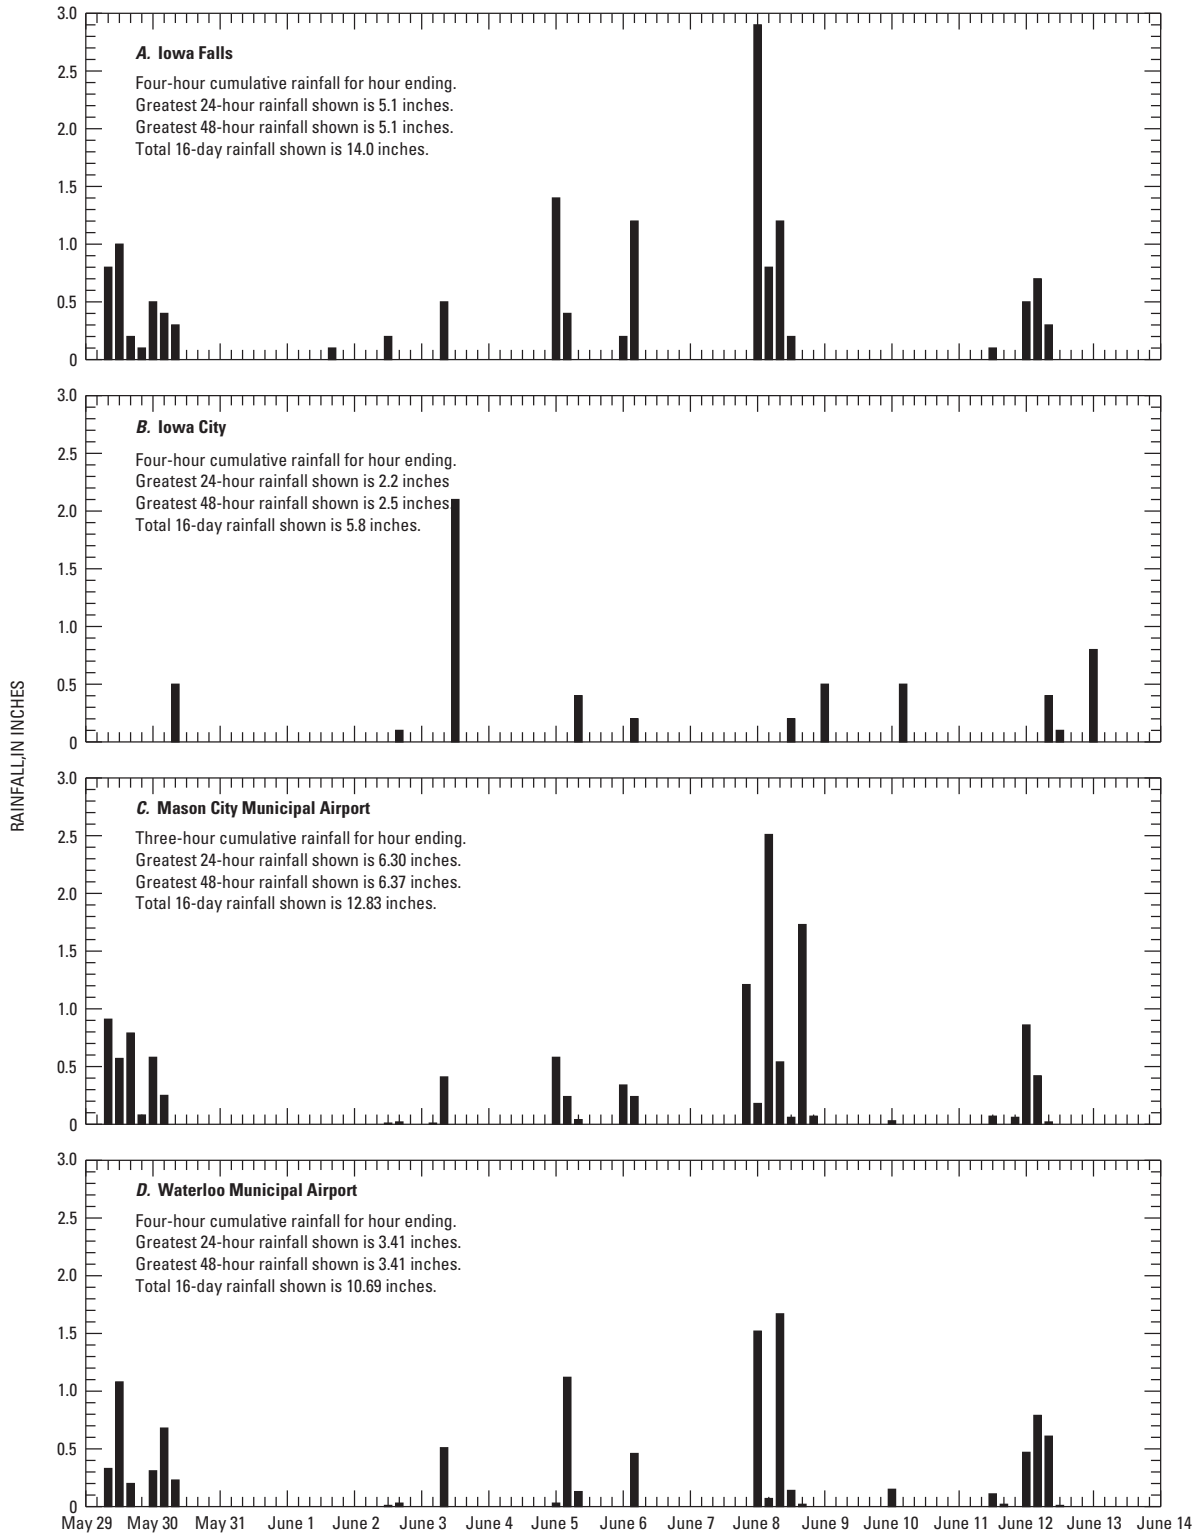 3.0
A. Iowa Falls
Four-hour cumulative rainfall for hour ending.
2.5
Greatest 24-hour rainfall shown is 5.1 inches.
Greatest 48-hour rainfall shown is 5.1 inches.
2.0
Total 16-day rainfall shown is 14.0 inches.
1.5
1.0
0.5
0
3.0
B. Iowa City
2.5
Four-hour cumulative rainfall for hour ending.
Greatest 24-hour rainfall shown is 2.2 inches
Greatest 48-hour rainfall shown is 2.5 inches.
2.0
Total 16-day rainfall shown is 5.8 inches.
1.5
1.0
0.5
0
RAINFALL,IN INCHES
3.0
C. Mason City Municipal Airport
Three-hour cumulative rainfall for hour ending.
2.5
Greatest 24-hour rainfall shown is 6.30 inches.
Greatest 48-hour rainfall shown is 6.37 inches.
2.0
Total 16-day rainfall shown is 12.83 inches.
1.5
1.0
0.5
0
3.0
D. Waterloo Municipal Airport
2.5
Four-hour cumulative rainfall for hour ending.
Greatest 24-hour rainfall shown is 3.41 inches.
Greatest 48-hour rainfall shown is 3.41 inches.
2.0
Total 16-day rainfall shown is 10.69 inches.
1.5
1.0
0.5
0
May 29 May 30 May 31 June 1 June 2 June 3 June 4 June 5 June 6 June 7 June 8 June 9 June 10 June 11 June 12 June 13 June 14